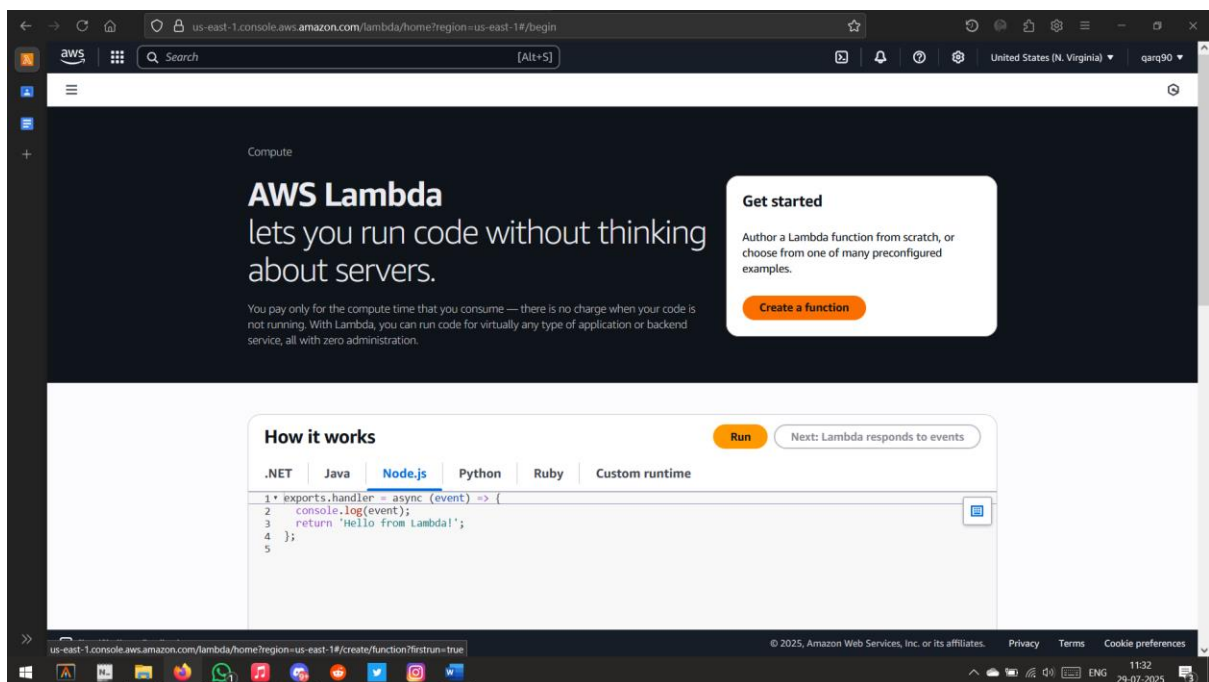 us-east-1.console.aws.amazon.com/lambda/home?region=us-east-1#/begin
aws
Search
[Alt+S]
United States (N. Virginia)
qarq90
Compute
AWS Lambda
lets you run code without thinking
about servers.
You pay only for the compute time that you consume — there is no charge when your code is
not running. With Lambda, you can run code for virtually any type of application or backend
service, all with zero administration.
Get started
Author a Lambda function from scratch, or
choose from one of many preconfigured
examples.
Create a function
How it works
Run
Next: Lambda responds to events
.NET
Java
Node.js
Python
Ruby
Custom runtime
1 exports.handler = async (event) => {
2 console.log(event);
3 return 'Hello from Lambda!';
4 };
5
us-east-1.console.aws.amazon.com/lambda/home?region=us-east-1#/create/function?firstrun=true
© 2025, Amazon Web Services, Inc. or its affiliates.
Privacy
Terms
Cookie preferences
ENG
11:32
29-07-2025